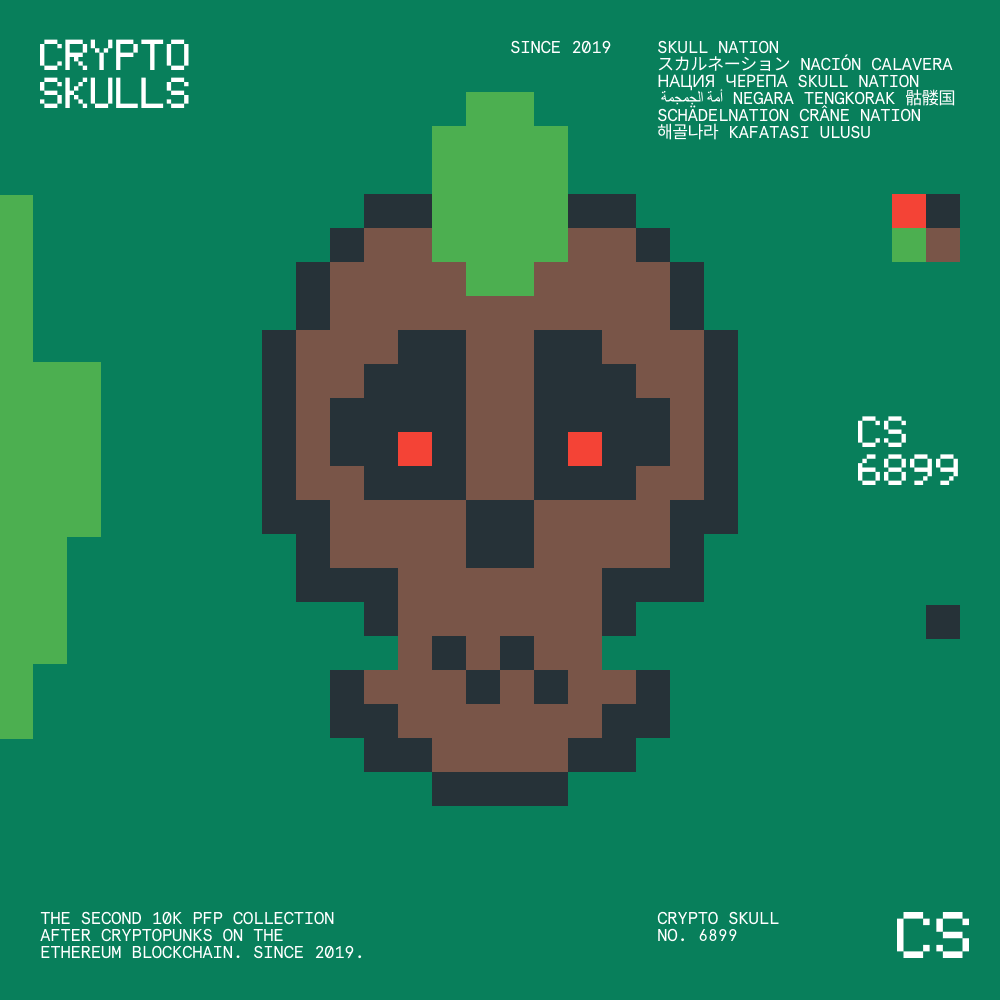 CRYPTO
SKULLS
SINCE 2019
SKULL NATION
スカルネーション NACIÓN CALAVERA
НАЦИЯ ЧЕРЕПА SKULL NATION
أمة الجمجمة NEGARA TENGKORAK 骷髅国
SCHÄDELNATION CRÂNE NATION
해골나라 KAFATASI ULUSU
CS
6899
THE SECOND 10K PFP COLLECTION
AFTER CRYPTOPUNKS ON THE
ETHEREUM BLOCKCHAIN. SINCE 2019.
CRYPTO SKULL
NO. 6899
CS